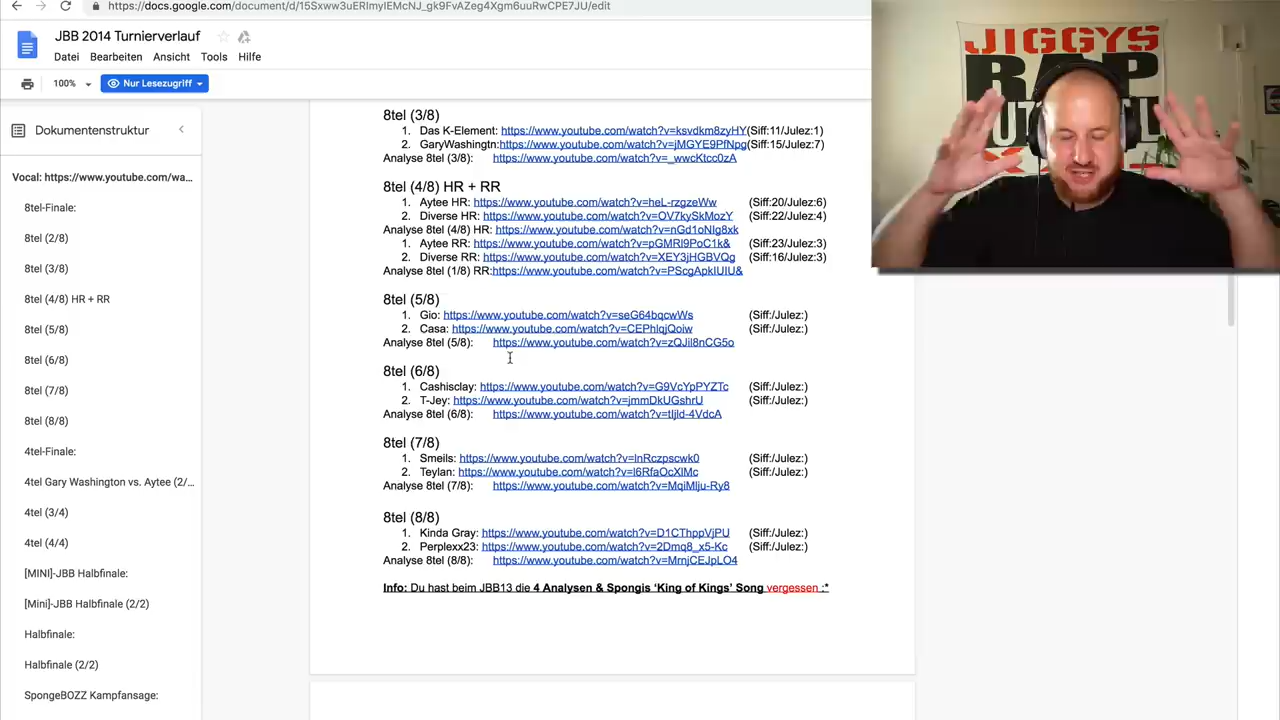 https://docs.google.com/document/d/15Sxww3uERImyIEMcNJ_gk9FvAZeg4Xgm6uuRwCPE7JU/edit
JBB 2014 Turnierverlauf
Datei Bearbeiten Ansicht Tools Hilfe
100% Nur Lesezugriff
Dokumentenstruktur
Vocal: https://www.youtube.com/wa...
8tel-Finale:
8tel (2/8)
8tel (3/8)
8tel (4/8) HR + RR
8tel (5/8)
8tel (6/8)
8tel (7/8)
8tel (8/8)
4tel-Finale:
4tel Gary Washington vs. Aytee (2/...
4tel (3/4)
4tel (4/4)
[MINI]-JBB Halbfinale:
[Mini]-JBB Halbfinale (2/2)
Halbfinale:
Halbfinale (2/2)
SpongeBOZZ Kampfansage:
8tel (3/8)
1. Das K-Element: https://www.youtube.com/watch?v=ksvdkm8zyHY(Siff:11/Julez:1)
2. GaryWashingtn:https://www.youtube.com/watch?v=jMGYE9PfNpg(Siff:15/Julez:7)
Analyse 8tel (3/8): https://www.youtube.com/watch?v=_wwcKtcc0zA
8tel (4/8) HR + RR
1. Aytee HR: https://www.youtube.com/watch?v=heL-rzgzeWw (Siff:20/Julez:6)
2. Diverse HR: https://www.youtube.com/watch?v=OV7kySkMozY (Siff:22/Julez:4)
Analyse 8tel (4/8) HR: https://www.youtube.com/watch?v=nGd1oNIg8xk
1. Aytee RR: https://www.youtube.com/watch?v=pGMRl9PoC1k& (Siff:23/Julez:3)
2. Diverse RR: https://www.youtube.com/watch?v=XEY3jHGBVQg (Siff:16/Julez:3)
Analyse 8tel (1/8) RR:https://www.youtube.com/watch?v=PScgApkIUIU&
8tel (5/8)
1. Gio: https://www.youtube.com/watch?v=seG64bqcwWs (Siff:/Julez:)
2. Casa: https://www.youtube.com/watch?v=CEPhlqjQoiw (Siff:/Julez:)
Analyse 8tel (5/8): https://www.youtube.com/watch?v=zQJil8nCG5o
8tel (6/8)
1. Cashisclay: https://www.youtube.com/watch?v=G9VcYpPYZTc (Siff:/Julez:)
2. T-Jey: https://www.youtube.com/watch?v=jmmDkUGshrU (Siff:/Julez:)
Analyse 8tel (6/8): https://www.youtube.com/watch?v=tIjld-4VdcA
8tel (7/8)
1. Smeils: https://www.youtube.com/watch?v=lnRczpscwk0 (Siff:/Julez:)
2. Teylan: https://www.youtube.com/watch?v=l6RfaOcXlMc (Siff:/Julez:)
Analyse 8tel (7/8): https://www.youtube.com/watch?v=MqiMlju-Ry8
8tel (8/8)
1. Kinda Gray: https://www.youtube.com/watch?v=D1CThppVjPU (Siff:/Julez:)
2. Perplexx23: https://www.youtube.com/watch?v=2Dmq8_x5-Kc (Siff:/Julez:)
Analyse 8tel (8/8): https://www.youtube.com/watch?v=MrnjCEJpLO4
Info: Du hast beim JBB13 die 4 Analysen & Spongis ‘King of Kings’ Song vergessen :*
JIGGYS
RAP